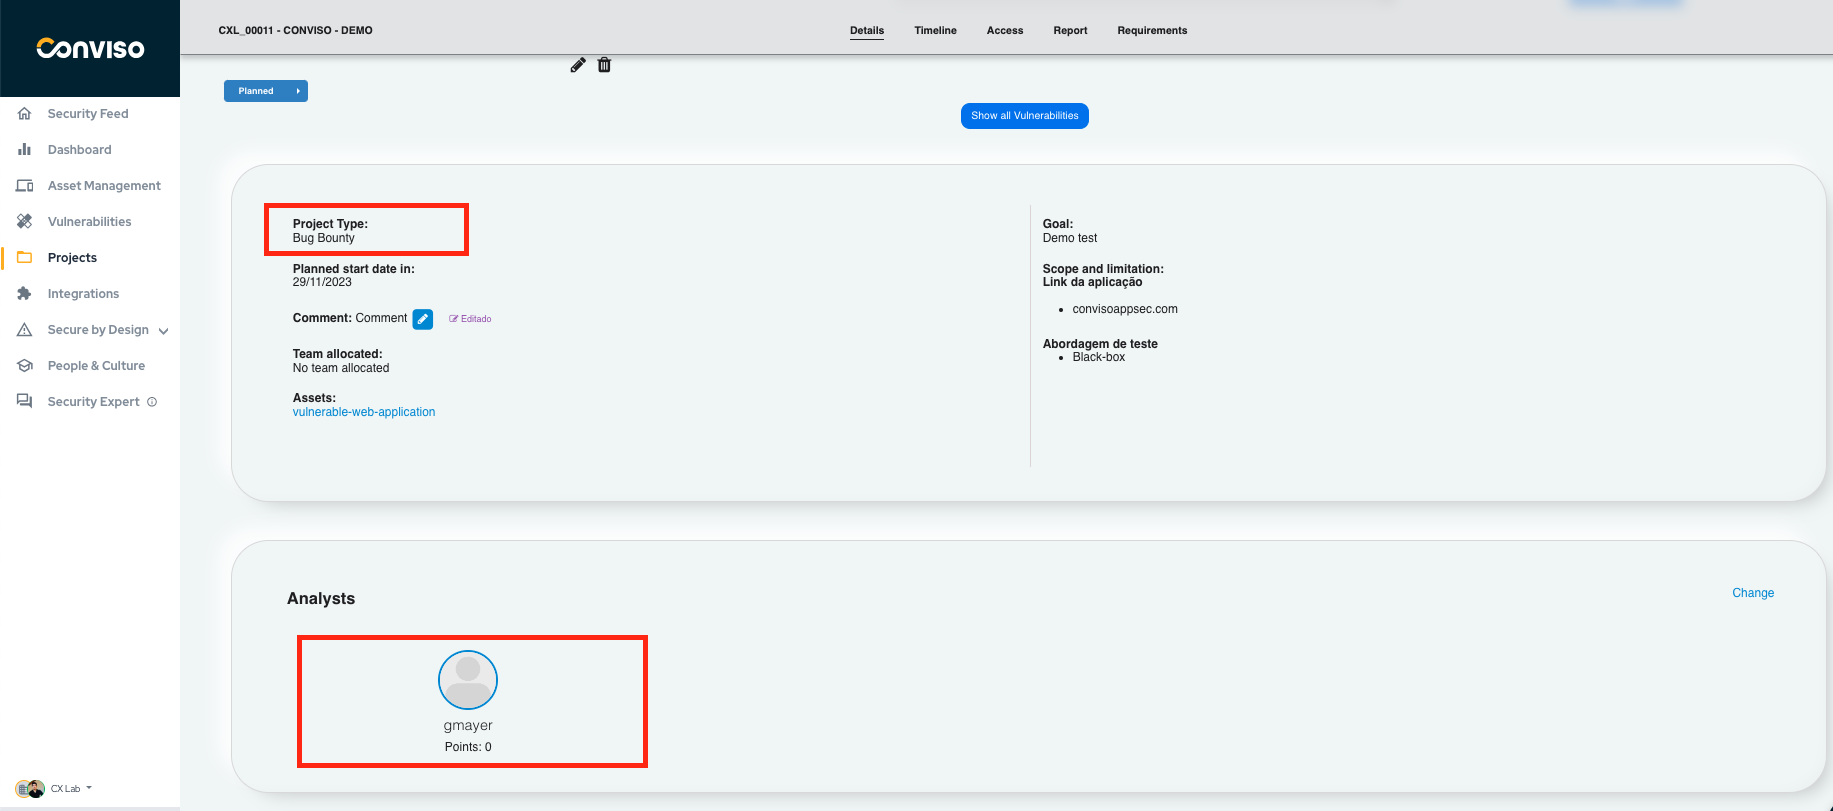 CONVISO
CXL_00011 - CONVISO - DEMO
Details
Timeline
Access
Report
Requirements
Security Feed
Dashboard
Asset Management
Vulnerabilities
Projects
Integrations
Secure by Design
People & Culture
Security Expert
CX Lab
Planned
Show all Vulnerabilities
Project Type:
Bug Bounty
Planned start date in:
29/11/2023
Comment: Comment Editado
Team allocated:
No team allocated
Assets:
vulnerable-web-application
Goal:
Demo test
Scope and limitation:
Link da aplicação
convisoappsec.com
Abordagem de teste
Black-box
Analysts
Change
gmayer
Points: 0